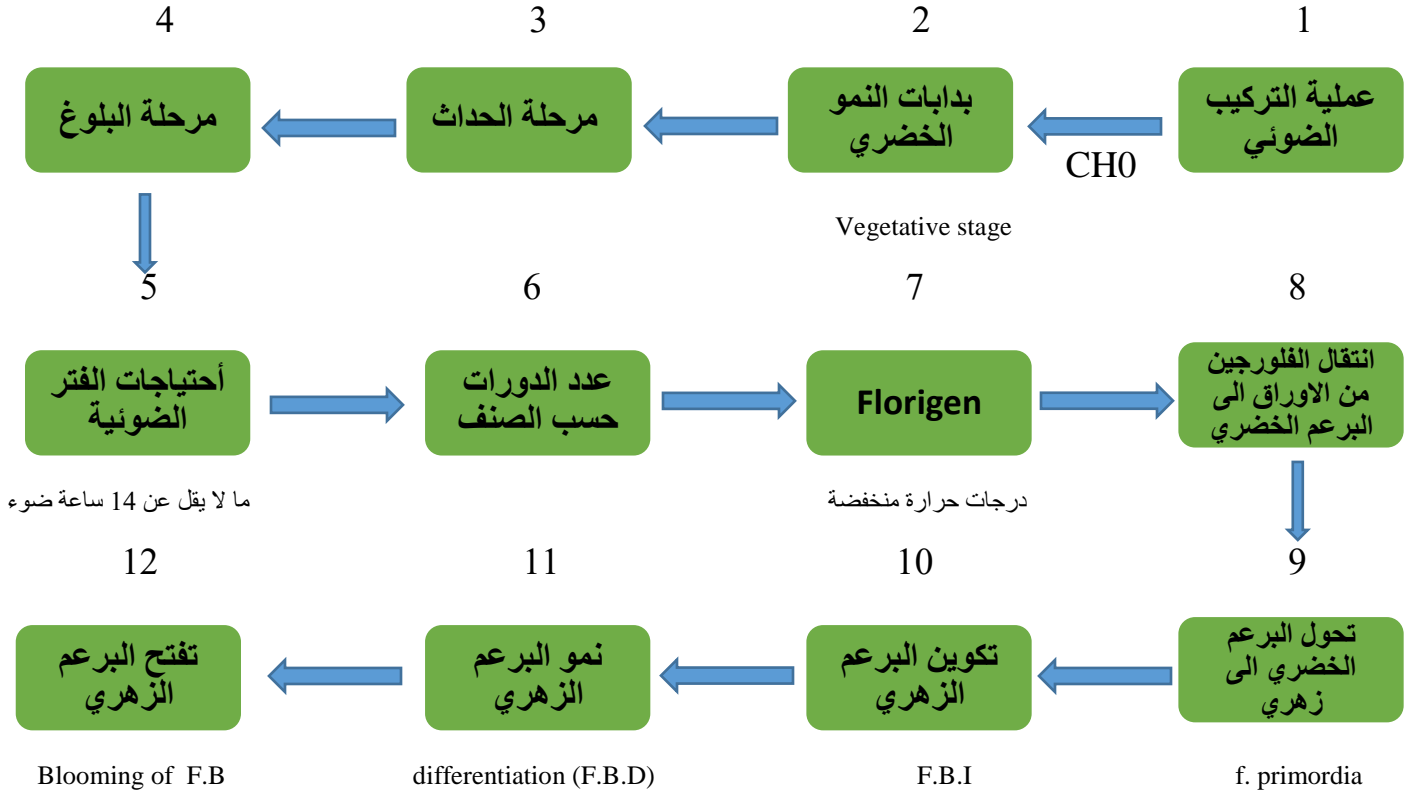 1
عملية التركيب
الضوئي
CH0
2
بدابات النمو
الخضري
Vegetative stage
3
مرحلة الحداث
4
مرحلة البلوغ
5
أحتياجات الفتر
الضوئية
ما لا يقل عن 14 ساعة ضوء
6
عدد الدورات
حسب الصنف
7
Florigen
درجات حرارة منخفضة
8
انتقال الفلورجين
من الاوراق الى
البرعم الخضري
9
تحول البرعم
الخضري الى
زهري
f. primordia
10
تكوين البرعم
الزهري
F.B.I
11
نمو البرعم
الزهري
differentiation (F.B.D)
12
تفتح البرعم
الزهري
Blooming of F.B